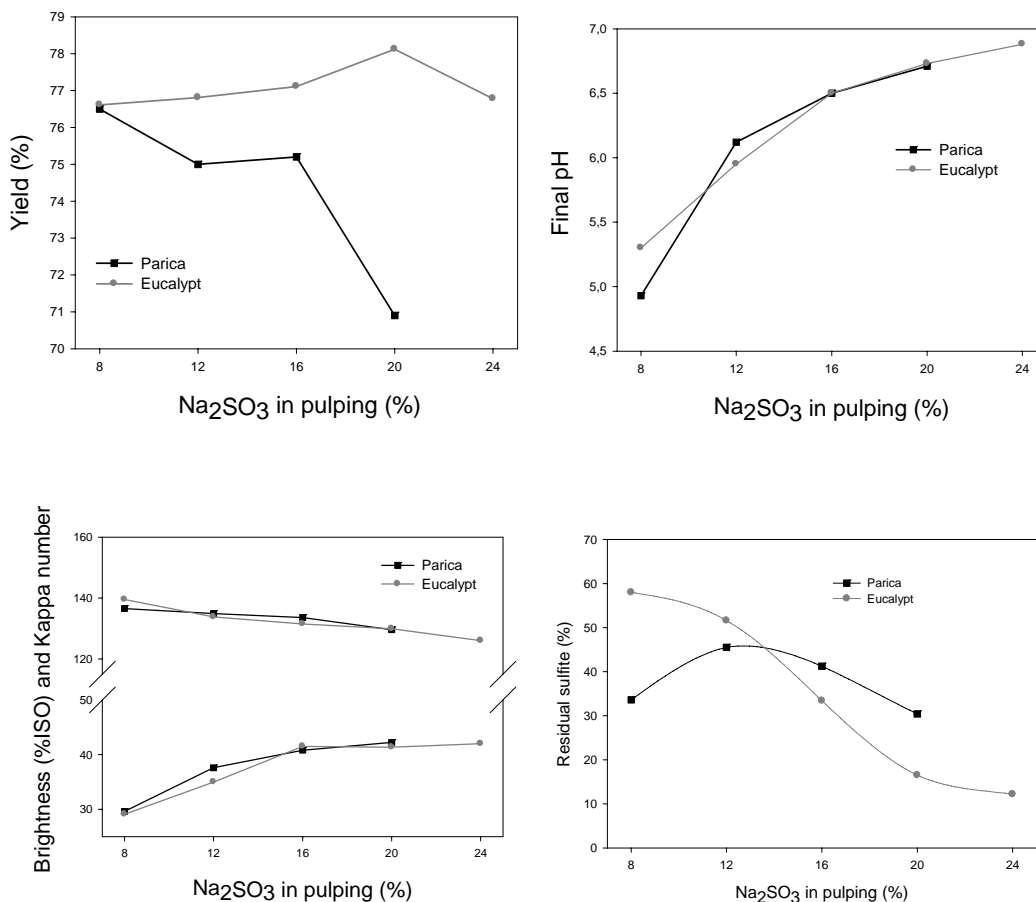 79
78
77
76
75
74
73
72
71
70
Yield (%)
Parica
Eucalypt
8 12 16 20 24
Na2SO3 in pulping (%)
7,0
6,5
6,0
5,5
5,0
4,5
Final pH
Parica
Eucalypt
8 12 16 20 24
Na2SO3 in pulping (%)
160
140
120
50
40
30
Brightness (%ISO) and Kappa number
Parica
Eucalypt
8 12 16 20 24
Na2SO3 in pulping (%)
70
60
50
40
30
20
10
0
Residual sulfite (%)
Parica
Eucalypt
8 12 16 20 24
Na2SO3 in pulping (%)